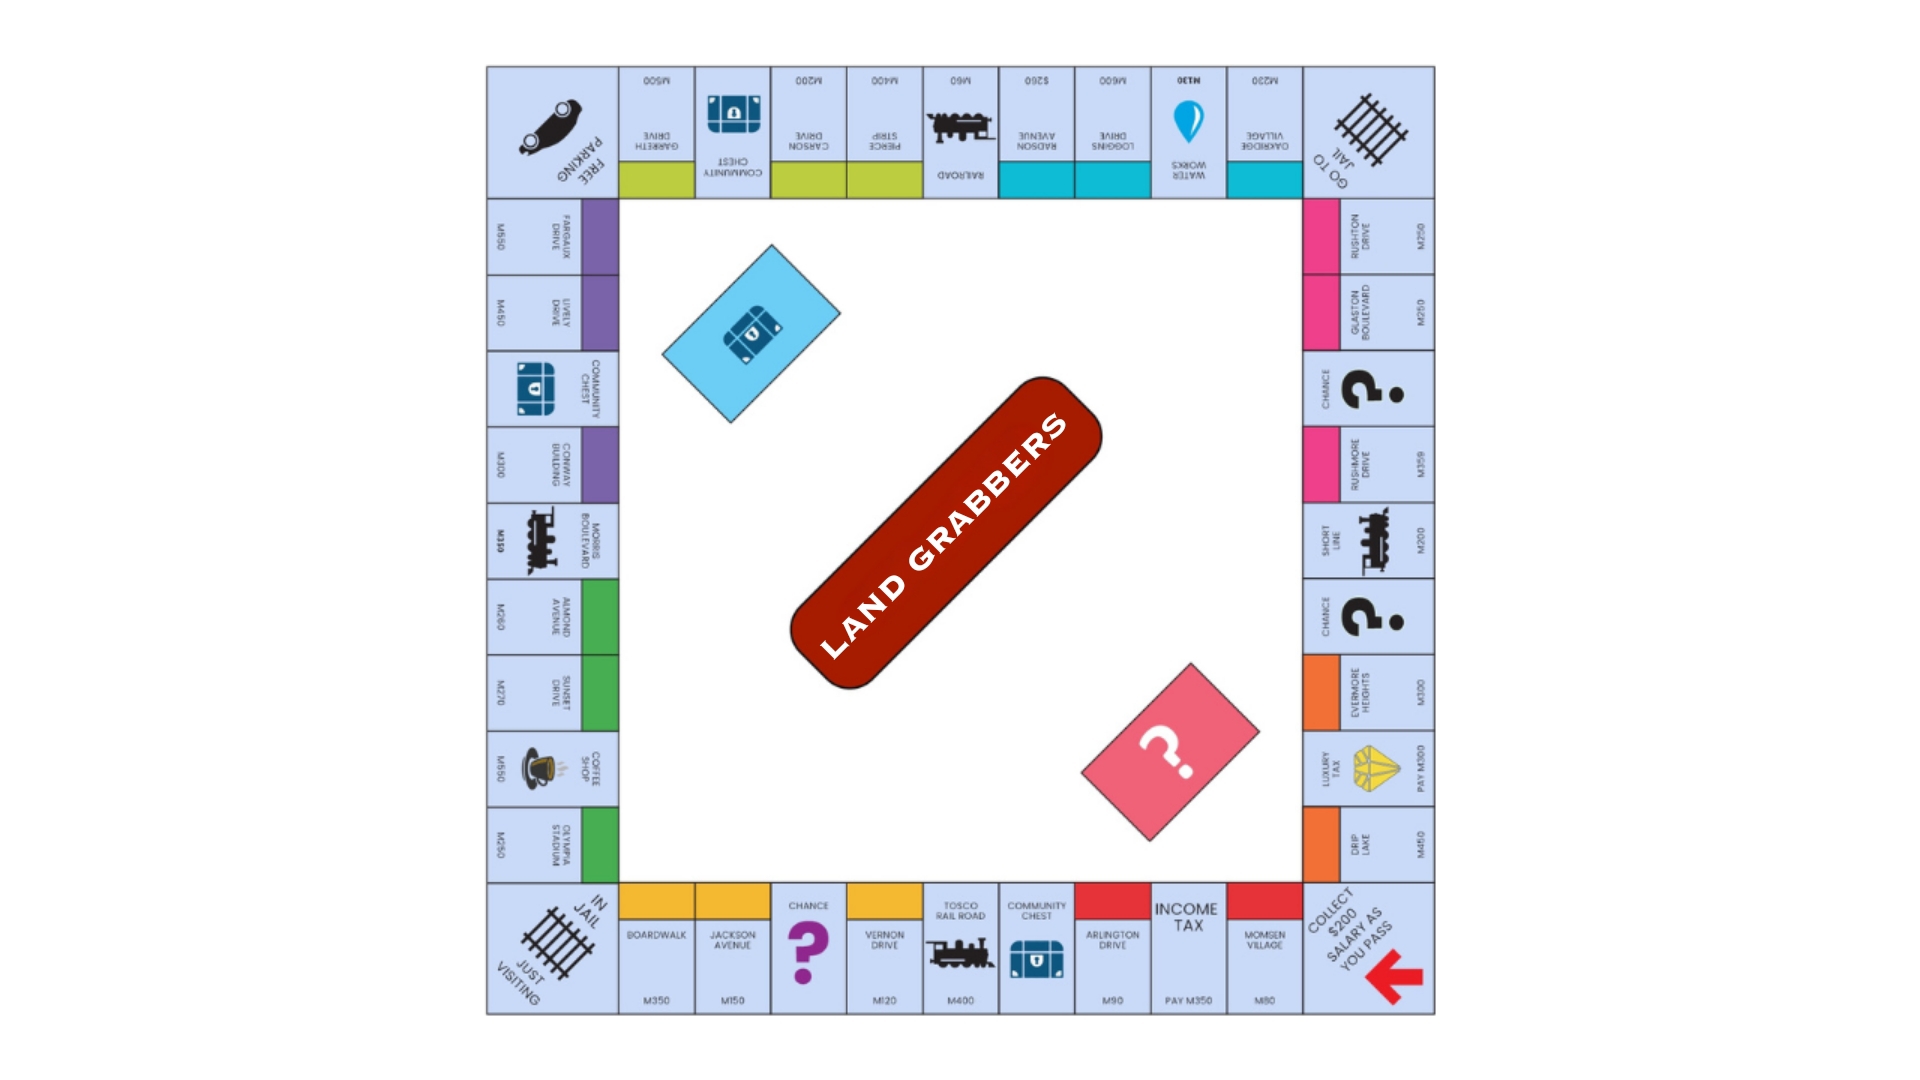 FREE
PARKING
M500
GARRETH
DRIVE
COMMUNITY
CHEST
M200
CARSON
DRIVE
M400
PIERCE
STRIP
M60
RAILROAD
$260
RADSON
AVENUE
M600
LOGGINS
DRIVE
M130
WATER
WORKS
M230
OAKRIDGE
VILLAGE
GO TO
JAIL
RUSHTON
DRIVE
M250
GLASTON
BOULEVARD
M250
CHANCE
?
RUSHMORE
DRIVE
M359
SHORT
LINE
M200
CHANCE
?
EVERMORE
HEIGHTS
M300
LUXURY
TAX
PAY M300
DRIP
LAKE
M450
COLLECT
$200
SALARY AS
YOU PASS
MOMSEN
VILLAGE
M80
INCOME
TAX
PAY M350
ARLINGTON
DRIVE
M90
COMMUNITY
CHEST
TOSCO
RAIL ROAD
M400
VERNON
DRIVE
M120
CHANCE
?
JACKSON
AVENUE
M150
BOARDWALK
M350
IN
JAIL
JUST
VISITING
OLYMPIA
STADIUM
M250
COFFEE
SHOP
M550
SUNSET
DRIVE
M270
ALMOND
AVENUE
M260
MORRIS
BOULEVARD
M350
CONWAY
BUILDING
M300
COMMUNITY
CHEST
LIVELY
DRIVE
M450
FARGAUX
DRIVE
M550
LAND GRABBERS
?